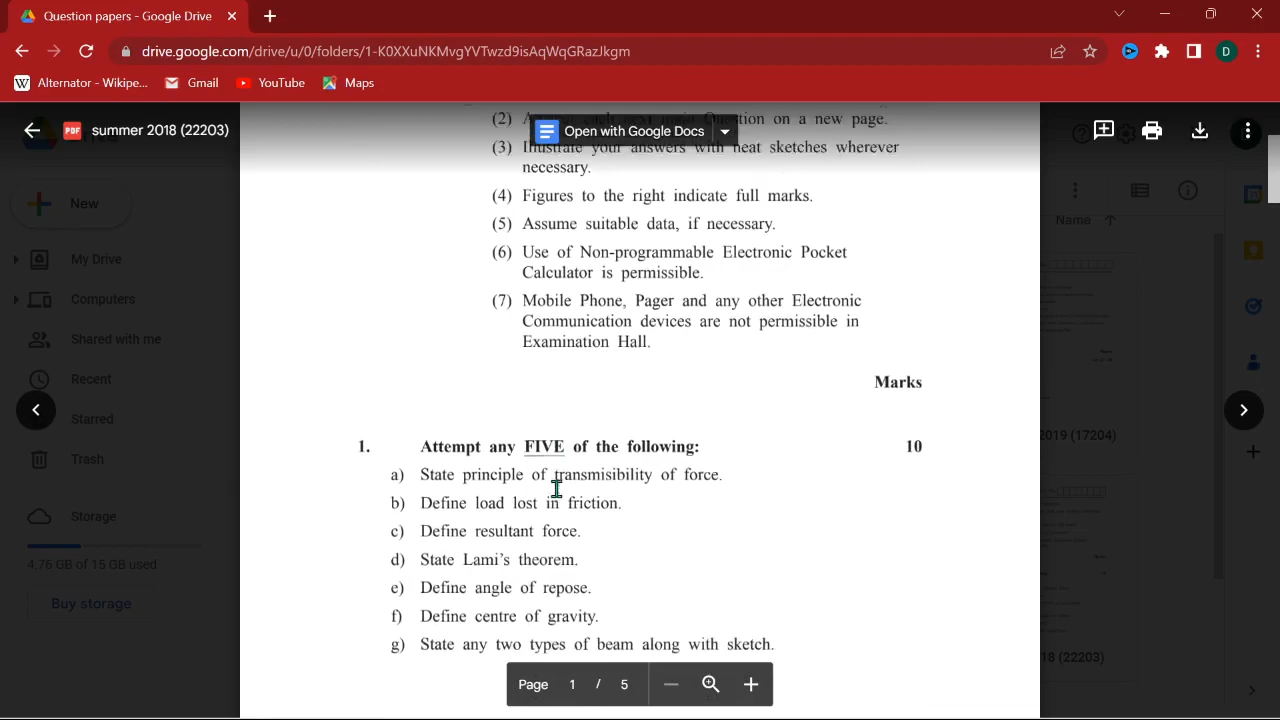 Question papers - Google Drive
drive.google.com/drive/u/0/folders/1-K0XXuNKMvgYVTwzd9isAqWqGRazJkgm
D
W Alternator - Wikipe...
Gmail
YouTube
Maps
PDF summer 2018 (22203)
Open with Google Docs
(2) Answer each next main Question on a new page.
(3) Illustrate your answers with neat sketches wherever
necessary.
(4) Figures to the right indicate full marks.
(5) Assume suitable data, if necessary.
(6) Use of Non-programmable Electronic Pocket
Calculator is permissible.
(7) Mobile Phone, Pager and any other Electronic
Communication devices are not permissible in
Examination Hall.
Marks
1. Attempt any FIVE of the following: 10
a) State principle of transmisibility of force.
b) Define load lost in friction.
c) Define resultant force.
d) State Lami's theorem.
e) Define angle of repose.
f) Define centre of gravity.
g) State any two types of beam along with sketch.
Page 1 / 5
New
My Drive
Computers
Shared with me
Recent
Starred
Trash
Storage
4.76 GB of 15 GB used
Buy storage
Name
2019 (17204)
18 (22203)